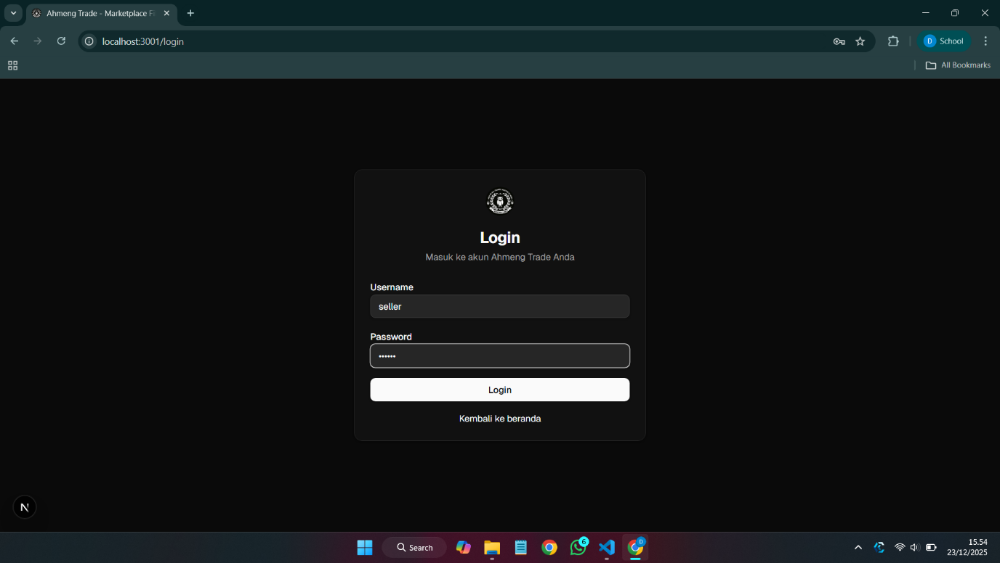 Ahmeng Trade - Marketplace Fi
localhost:3001/login
D
School
All Bookmarks
Login
Masuk ke akun Ahmeng Trade Anda
Username
seller
Password
••••••
Login
Kembali ke beranda
N
Search
6
D
15.54
23/12/2025